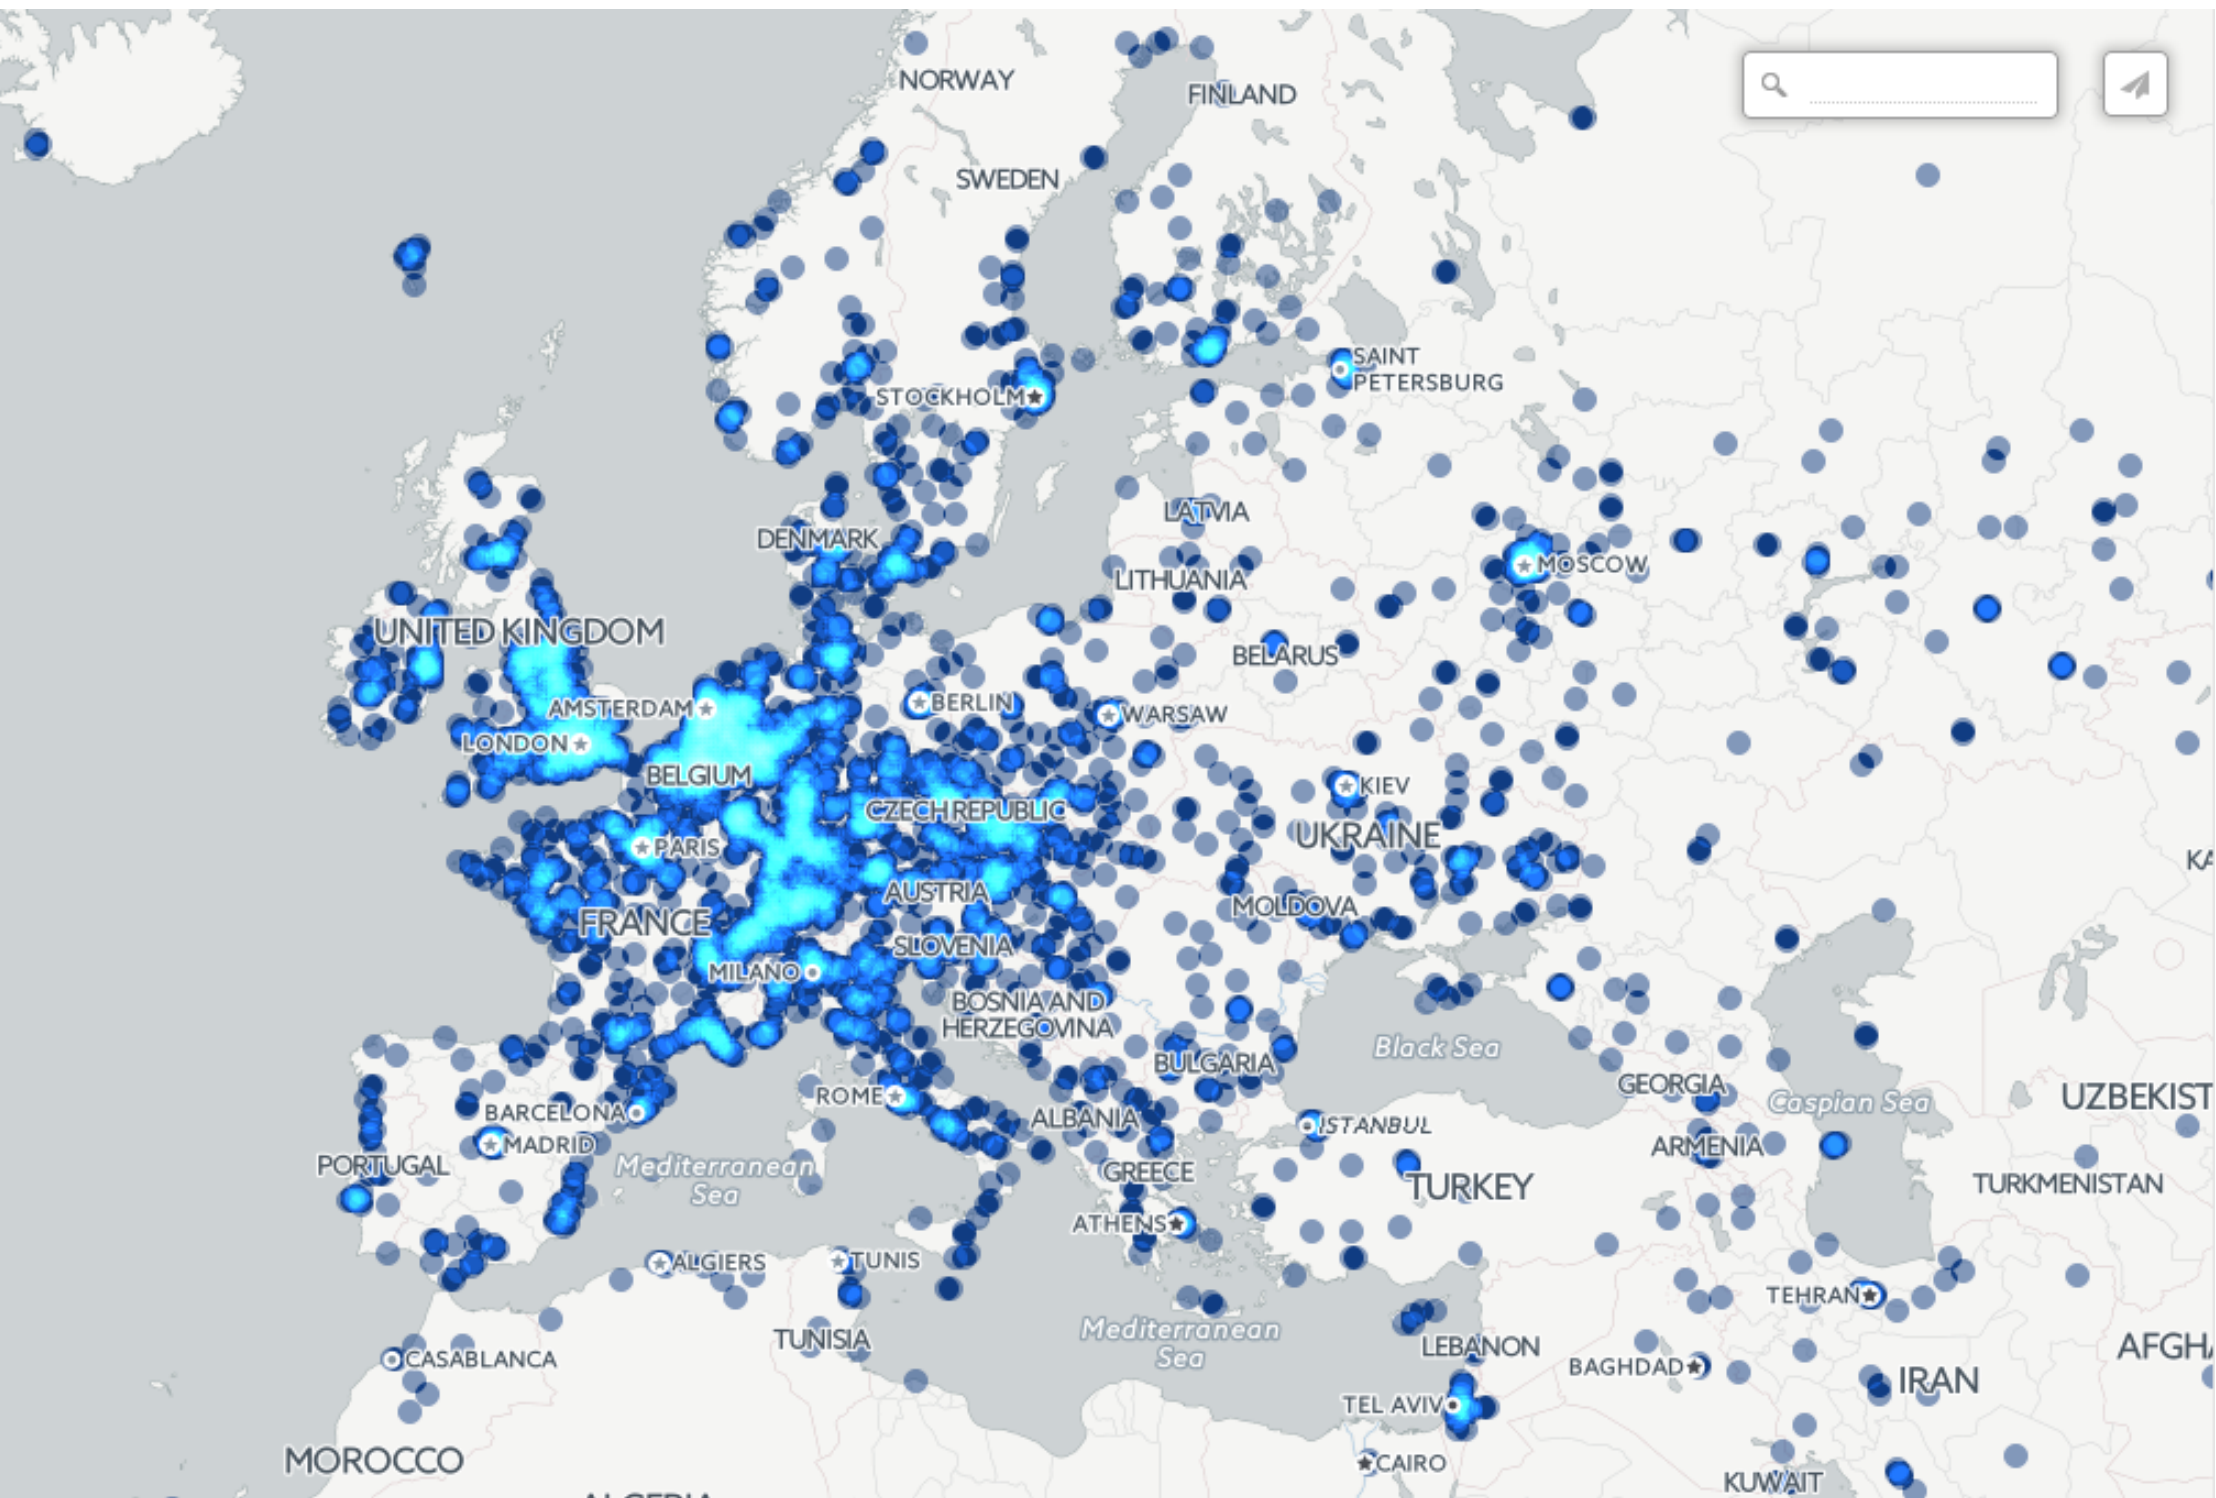 NORWAY
FINLAND
SWEDEN
SAINT
PETERSBURG
STOCKHOLM
LATVIA
DENMARK
MOSCOW
LITHUANIA
UNITED KINGDOM
BELARUS
AMSTERDAM
BERLIN
WARSAW
LONDON
BELGIUM
KIEV
CZECH REPUBLIC
UKRAINE
PARIS
KA
AUSTRIA
MOLDOVA
FRANCE
SLOVENIA
MILANO
BOSNIA AND
HERZEGOVINA
Black Sea
BULGARIA
GEORGIA
UZBEKIST
ROME
Caspian Sea
BARCELONA
ALBANIA
ISTANBUL
MADRID
ARMENIA
PORTUGAL
Mediterranean
Sea
GREECE
TURKEY
TURKMENISTAN
ATHENS
ALGIERS
TUNIS
TEHRAN
TUNISIA
Mediterranean
Sea
LEBANON
AFGH
CASABLANCA
BAGHDAD
IRAN
TEL AVIV
MOROCCO
CAIRO
KUWAIT
ALGERIA